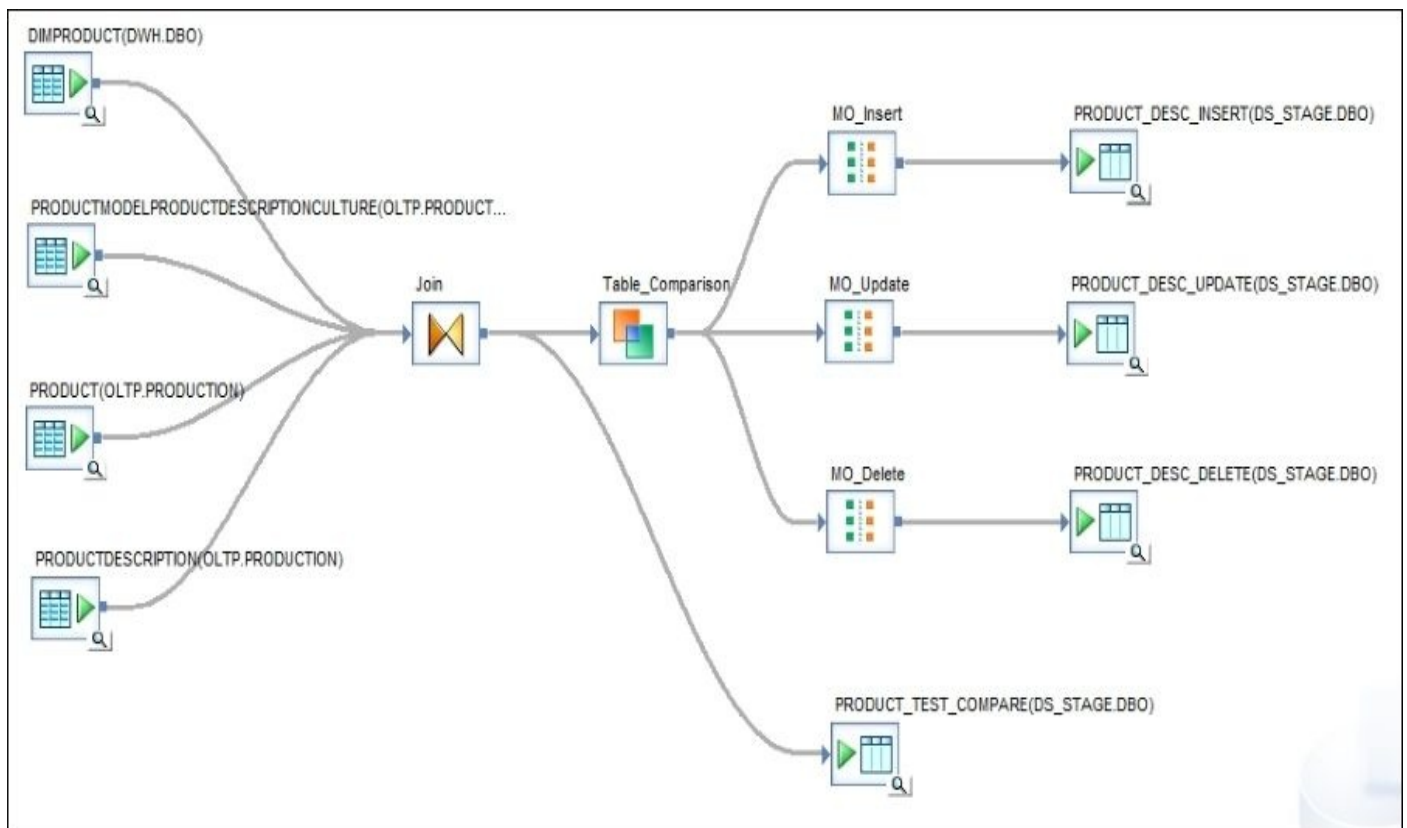 DIMPRODUCT(DWH.DBO)
PRODUCTMODELPRODUCTDESCRIPTIONCULTURE(OLTP.PRODUCT...
PRODUCT(OLTP.PRODUCTION)
PRODUCTDESCRIPTION(OLTP.PRODUCTION)
Join
Table_Comparison
MO_Insert
MO_Update
MO_Delete
PRODUCT_DESC_INSERT(DS_STAGE.DBO)
PRODUCT_DESC_UPDATE(DS_STAGE.DBO)
PRODUCT_DESC_DELETE(DS_STAGE.DBO)
PRODUCT_TEST_COMPARE(DS_STAGE.DBO)